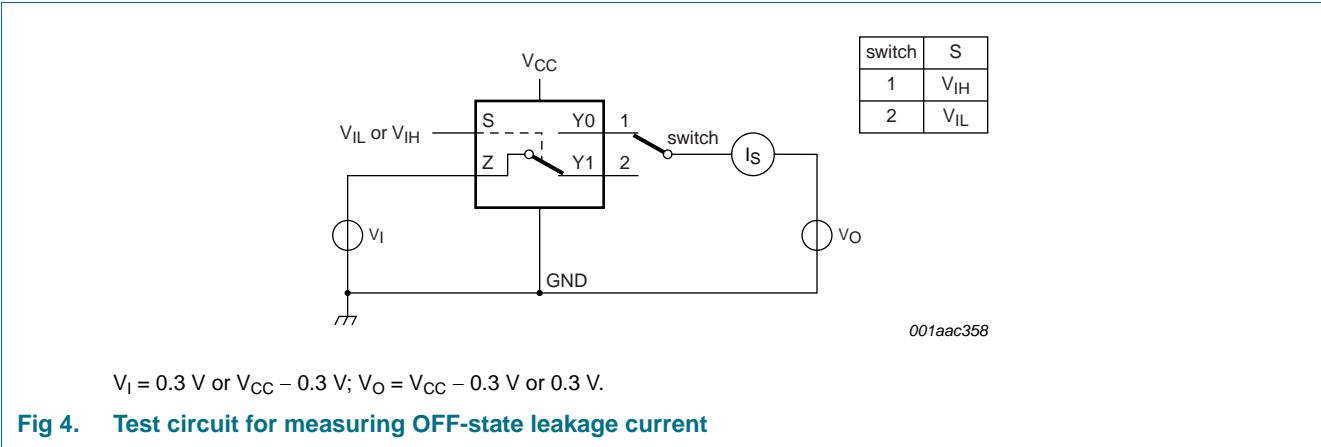 switch S
1 VIH
2 VIL
VCC
VIL or VIH
S
Y0
1
switch
IS
Z
Y1
2
VI
VO
GND
001aac358
VI = 0.3 V or VCC − 0.3 V; VO = VCC − 0.3 V or 0.3 V.
Fig 4. Test circuit for measuring OFF-state leakage current